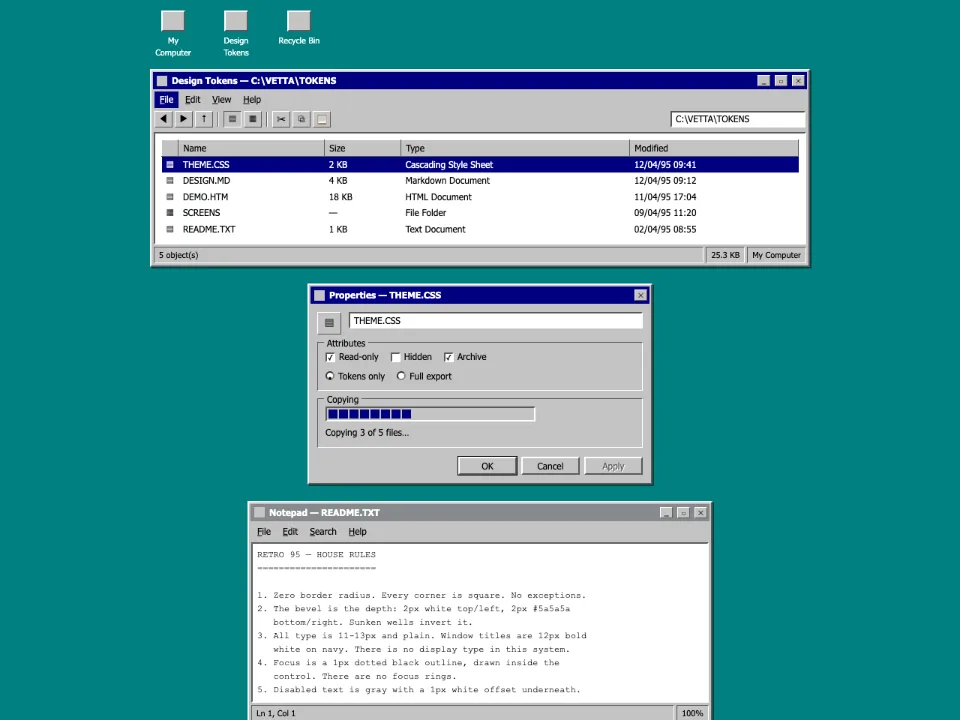 My
Computer
Design
Tokens
Recycle Bin
Design Tokens — C:\VETTA\TOKENS
File Edit View Help
C:\VETTA\TOKENS
Name Size Type Modified
THEME.CSS 2 KB Cascading Style Sheet 12/04/95 09:41
DESIGN.MD 4 KB Markdown Document 12/04/95 09:12
DEMO.HTM 18 KB HTML Document 11/04/95 17:04
SCREENS — File Folder 09/04/95 11:20
README.TXT 1 KB Text Document 02/04/95 08:55
5 object(s) 25.3 KB My Computer
Properties — THEME.CSS
THEME.CSS
Attributes
Read-only Hidden Archive
Tokens only Full export
Copying
Copying 3 of 5 files...
OK Cancel Apply
Notepad — README.TXT
File Edit Search Help
RETRO 95 — HOUSE RULES
======================
1. Zero border radius. Every corner is square. No exceptions.
2. The bevel is the depth: 2px white top/left, 2px #5a5a5a
bottom/right. Sunken wells invert it.
3. All type is 11-13px and plain. Window titles are 12px bold
white on navy. There is no display type in this system.
4. Focus is a 1px dotted black outline, drawn inside the
control. There are no focus rings.
5. Disabled text is gray with a 1px white offset underneath.
Ln 1, Col 1 100%